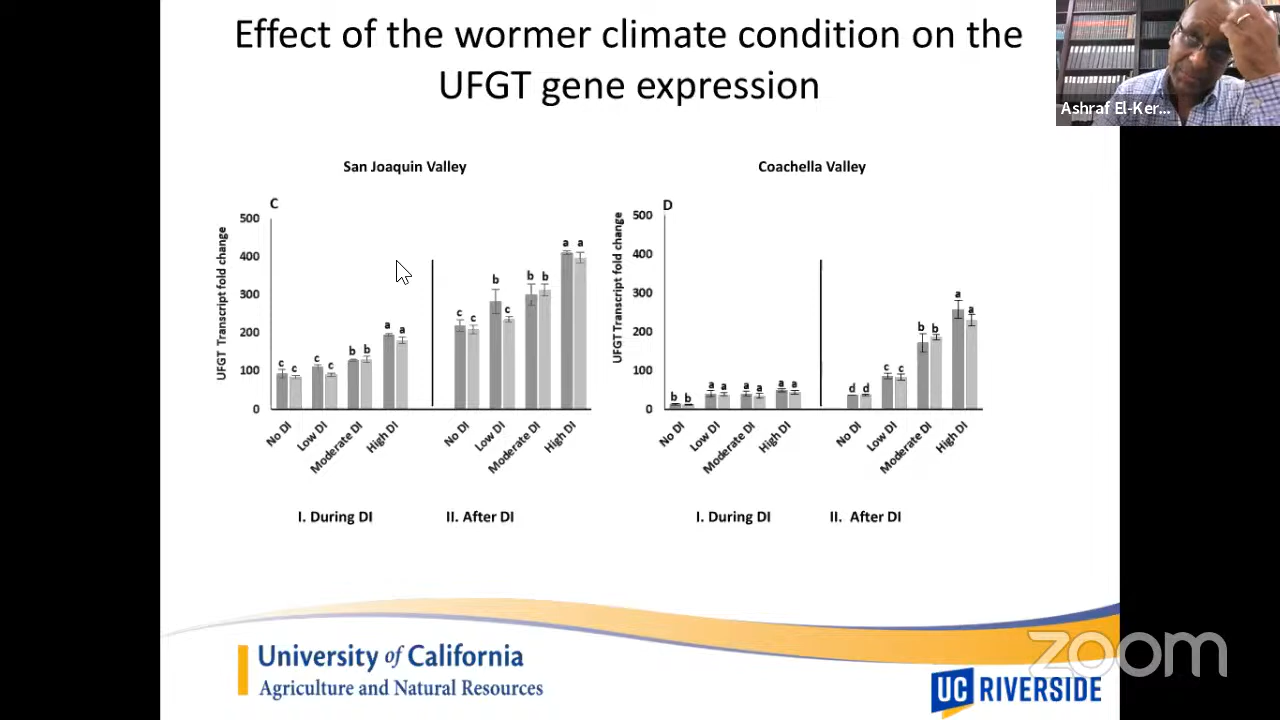 Effect of the wormer climate condition on the
UFGT gene expression
Ashraf El-Ker...
San Joaquin Valley
Coachella Valley
C
UFGT Transcript fold change
500
400
300
200
100
0
c c c c b b a a
c c b c b b a a
No DI
Low DI
Moderate DI
High DI
No DI
Low DI
Moderate DI
High DI
I. During DI
II. After DI
D
UFGT Transcript fold change
500
400
300
200
100
0
b b a a a a a a
d d c c b b a a
No DI
Low DI
Moderate DI
High DI
No DI
Low DI
Moderate DI
High DI
I. During DI
II. After DI
University of California
Agriculture and Natural Resources
UC RIVERSIDE
zoom